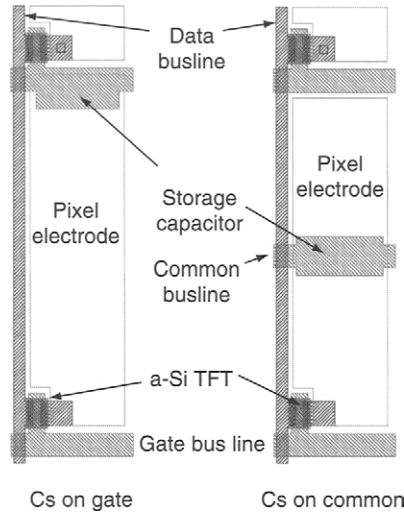 Data
busline
Pixel
electrode
Storage
capacitor
Pixel
electrode
Common
busline
a-Si TFT
Gate bus line
Cs on gate
Cs on common